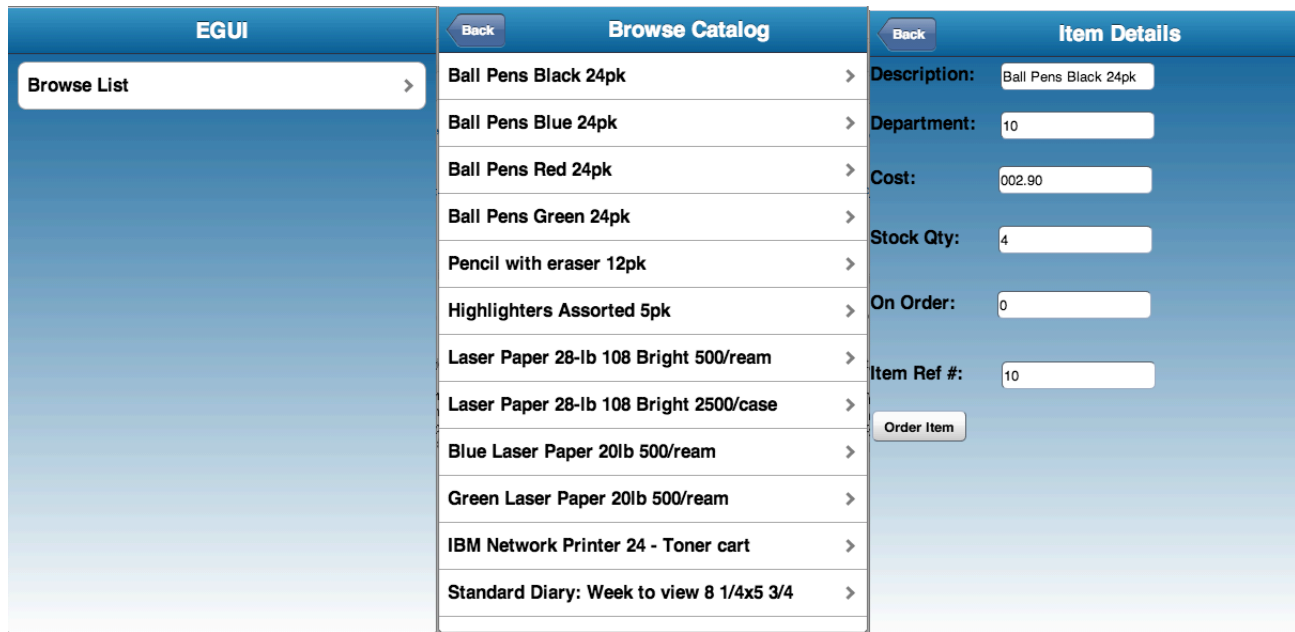 EGUI
Browse List
Back
Browse Catalog
Ball Pens Black 24pk
Ball Pens Blue 24pk
Ball Pens Red 24pk
Ball Pens Green 24pk
Pencil with eraser 12pk
Highlighters Assorted 5pk
Laser Paper 28-lb 108 Bright 500/ream
Laser Paper 28-lb 108 Bright 2500/case
Blue Laser Paper 20lb 500/ream
Green Laser Paper 20lb 500/ream
IBM Network Printer 24 - Toner cart
Standard Diary: Week to view 8 1/4x5 3/4
Back
Item Details
Description: Ball Pens Black 24pk
Department: 10
Cost: 002.90
Stock Qty: 4
On Order: 0
Item Ref #: 10
Order Item